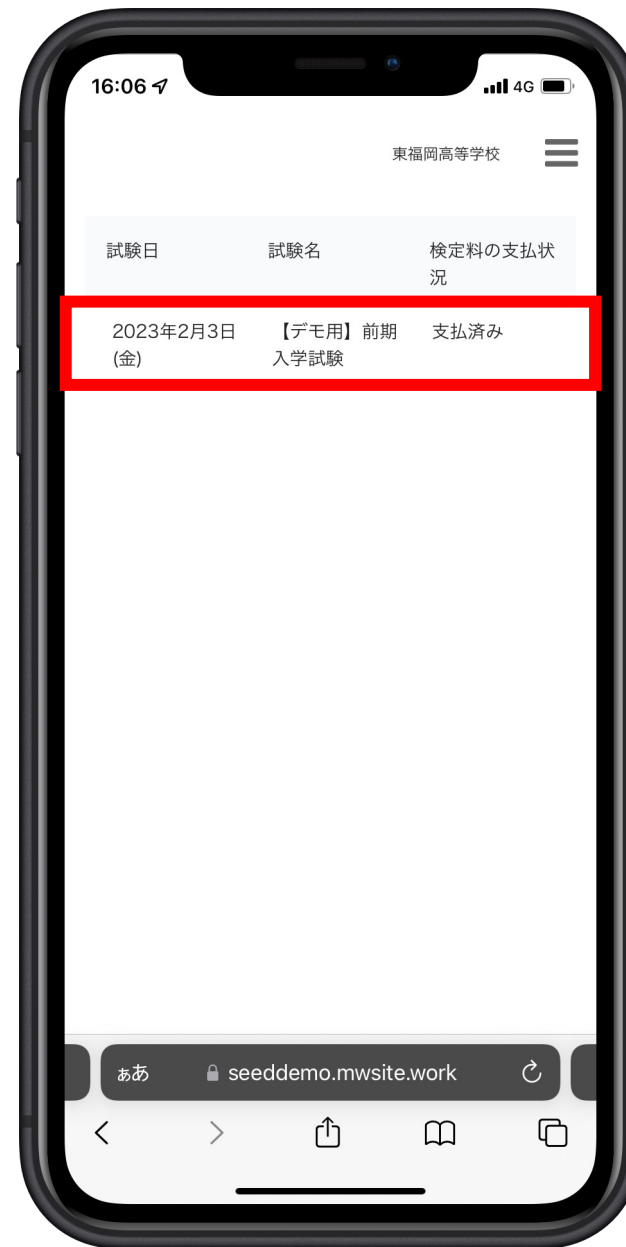 16:06
4G
東福岡高等学校
試験日
試験名
検定料の支払状
況
2023年2月3日
(金)
【デモ用】前期
入学試験
支払済み
ぁあ
seeddemo.mwsite.work